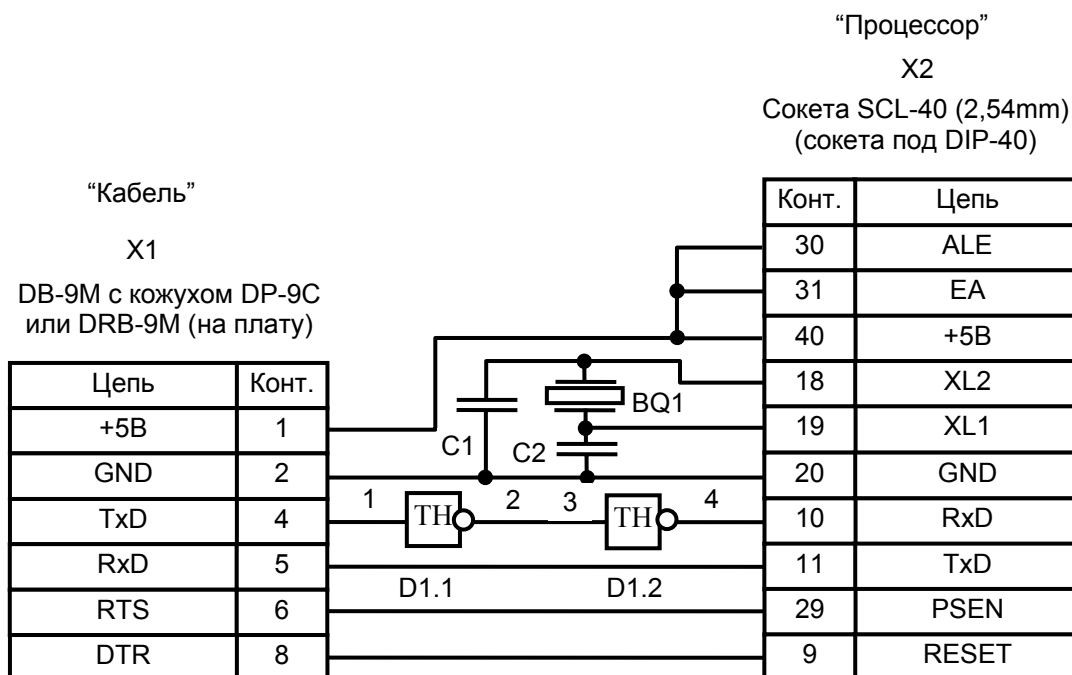 “Процессор”
X2
Сокета SCL-40 (2,54mm)
(сокета под DIP-40)
“Кабель”
X1
DB-9M с кожухом DP-9C
или DRB-9M (на плату)
Цепь Конт.
+5В 1
GND 2
TxD 4
RxD 5
RTS 6
DTR 8
C1
C2
BQ1
1
TH
2
3
TH
4
D1.1
D1.2
Конт. Цепь
30 ALE
31 EA
40 +5В
18 XL2
19 XL1
20 GND
10 RxD
11 TxD
29 PSEN
9 RESET